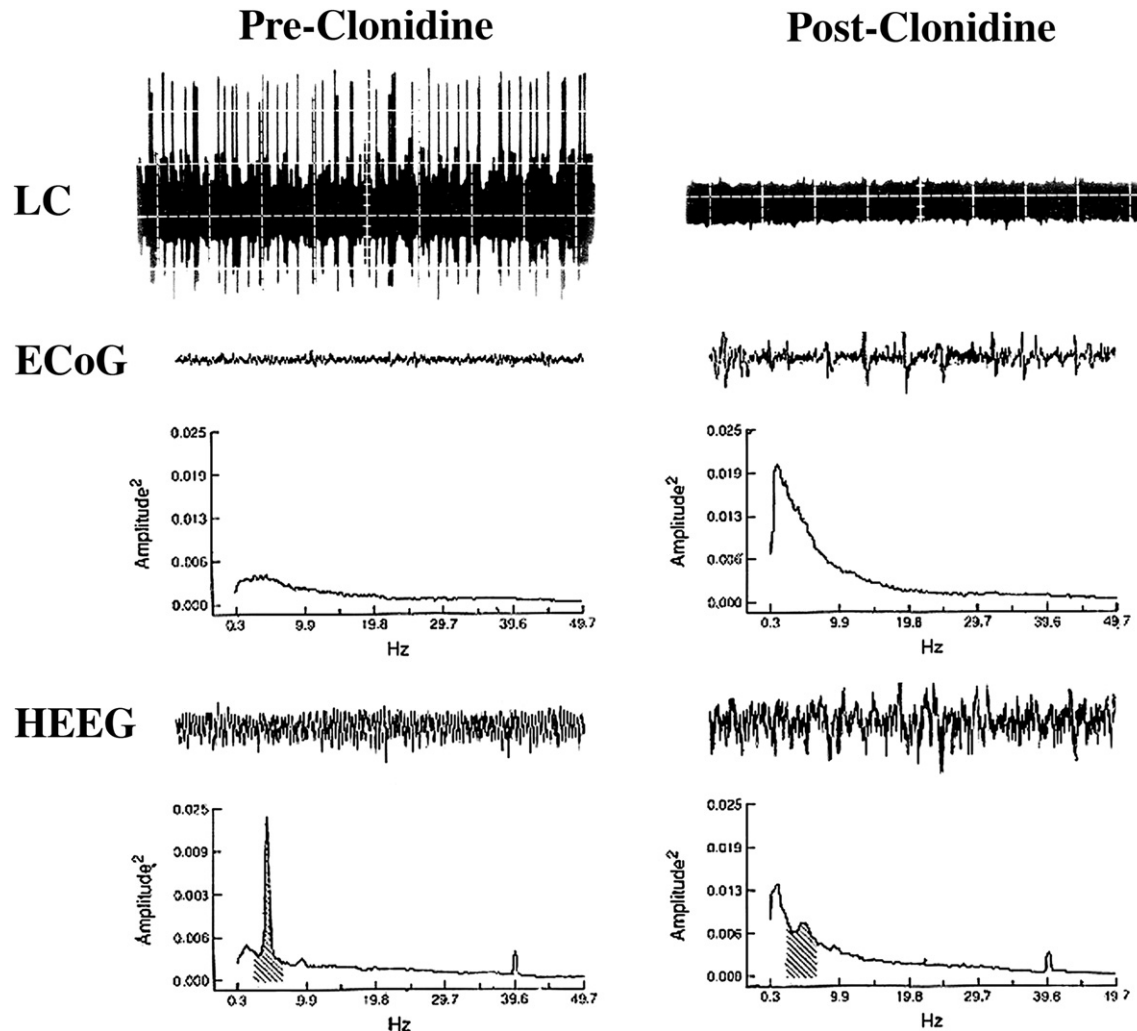 Pre-Clonidine
Post-Clonidine
LC
ECoG
0.025
0.019
0.013
0.006
0.000
Amplitude²
0.3 9.9 19.8 29.7 39.6 49.7
Hz
0.025
0.019
0.013
0.006
0.000
Amplitude²
0.3 9.9 19.8 29.7 39.6 49.7
Hz
HEEG
0.025
0.009
0.003
0.006
0.000
Amplitude²
0.3 9.9 19.8 29.7 39.6 49.7
Hz
0.025
0.019
0.013
0.006
0.000
Amplitude²
0.3 9.9 19.8 29.7 39.6 19.7
Hz